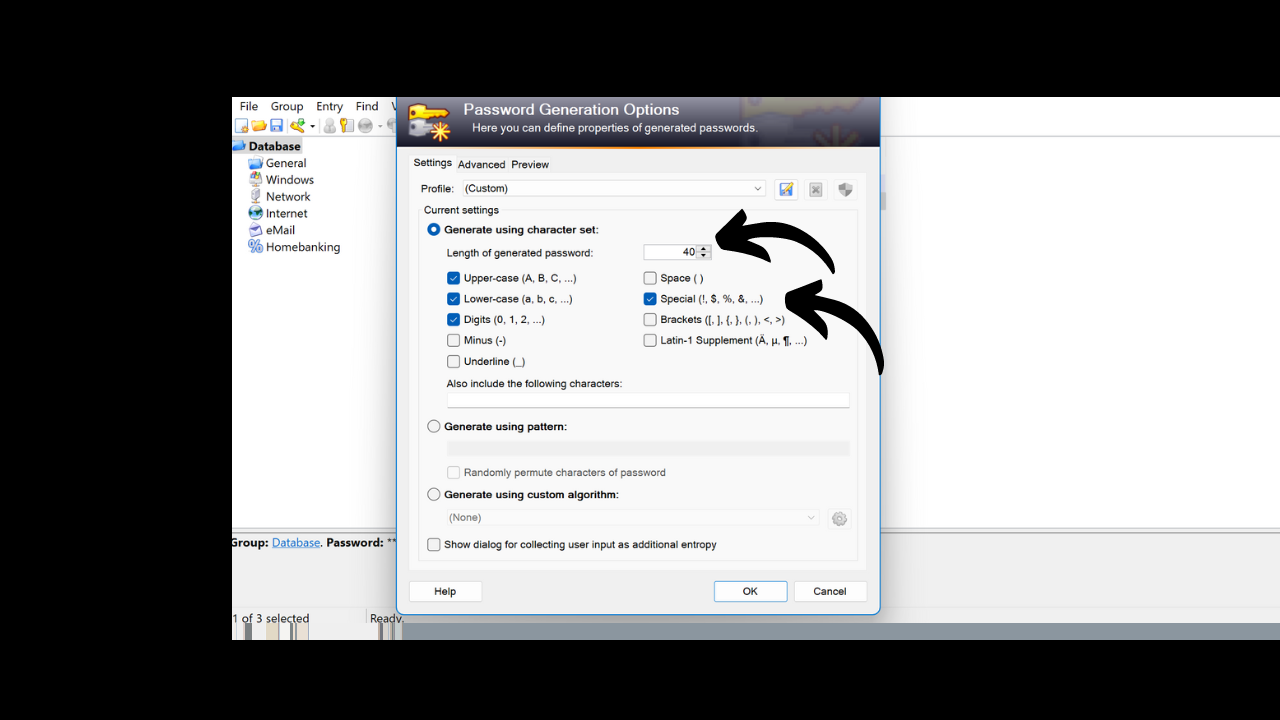 File Group Entry Find
Password Generation Options
Here you can define properties of generated passwords.
Database
General
Windows
Network
Internet
eMail
Homebanking
Settings Advanced Preview
Profile: (Custom)
Current settings
Generate using character set:
Length of generated password: 40
Upper-case (A, B, C, ...) Space ( )
Lower-case (a, b, c, ...) Special (!, $, %, &, ...)
Digits (0, 1, 2, ...) Brackets ([, ], {, }, (, ), <, >)
Minus (-) Latin-1 Supplement (Ä, µ, ¶, ...)
Underline (_)
Also include the following characters:
Generate using pattern:
Randomly permute characters of password
Generate using custom algorithm:
(None)
Show dialog for collecting user input as additional entropy
Group: Database. Password: **
Help OK Cancel
1 of 3 selected Ready.